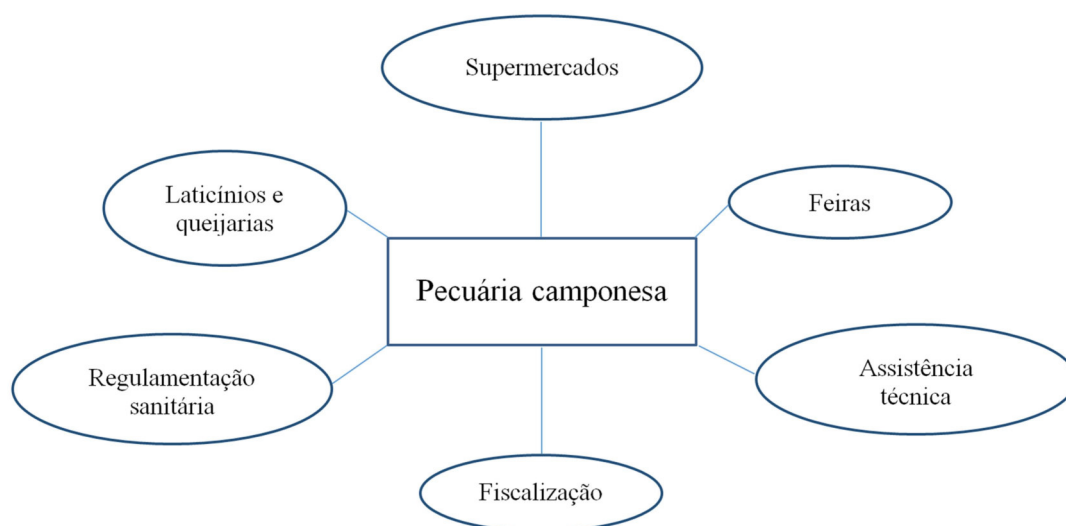 Supermercados
Laticínios e
queijarias
Feiras
Pecuária camponesa
Regulamentação
sanitária
Assistência
técnica
Fiscalização